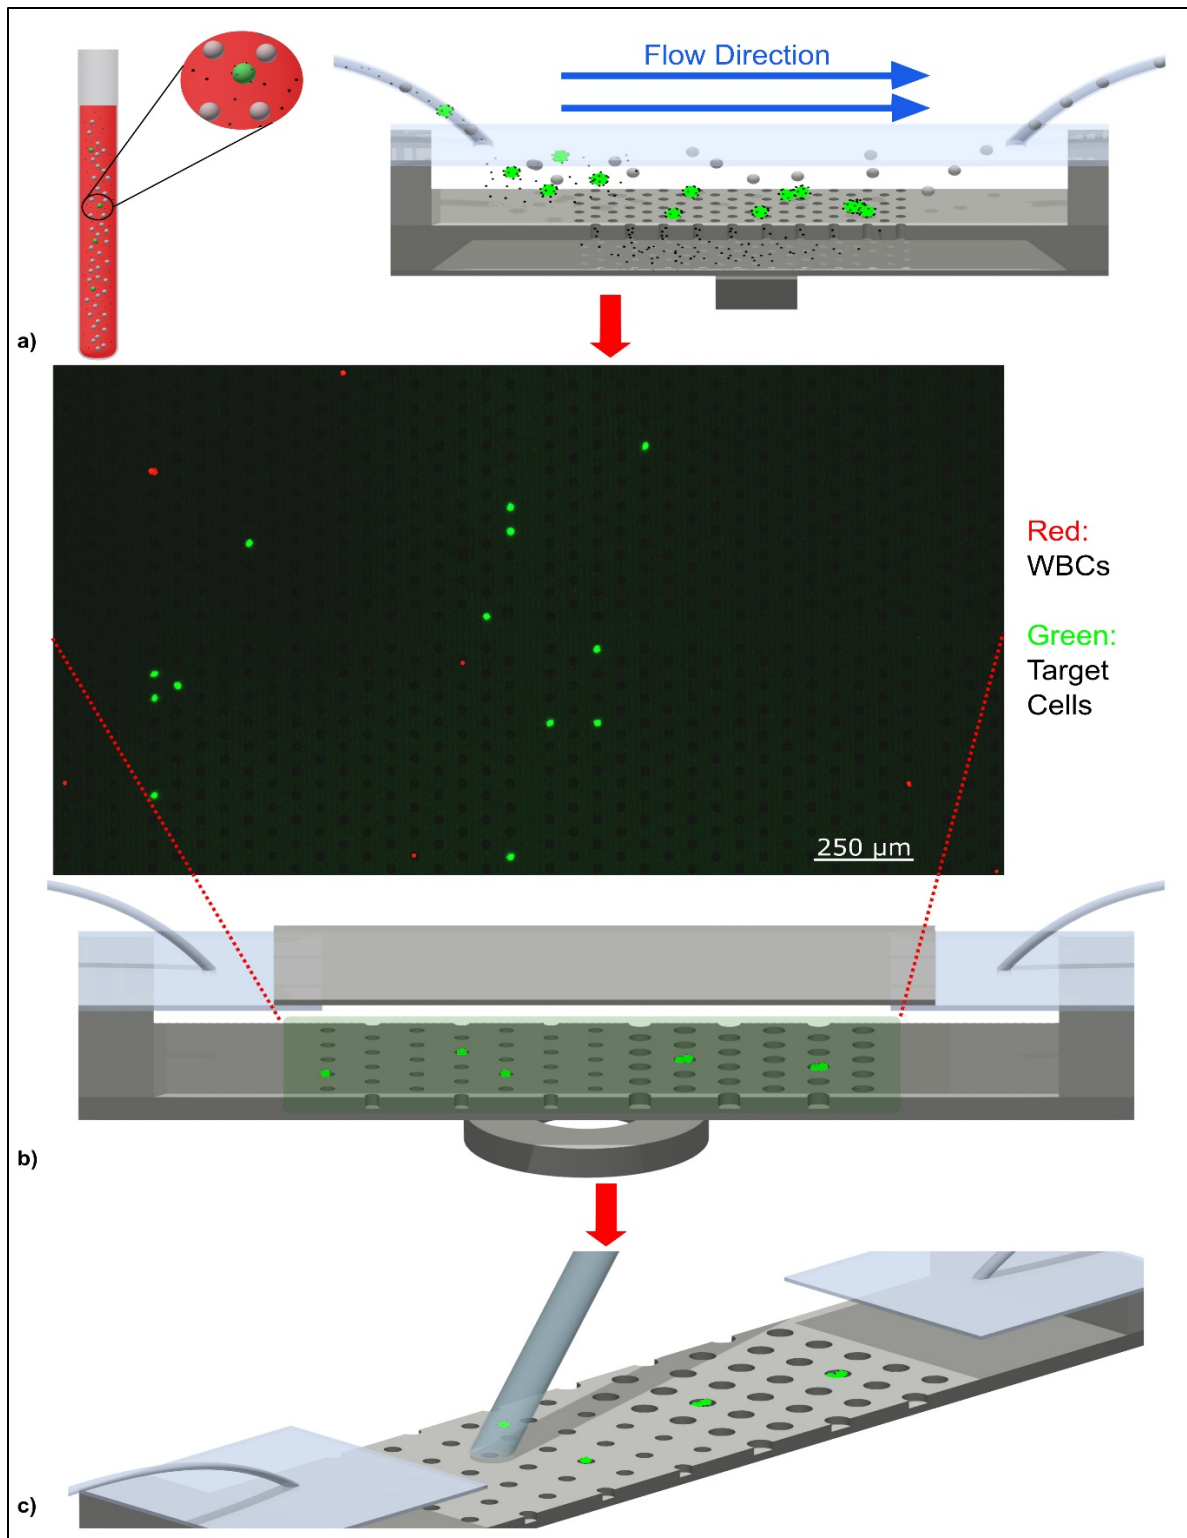 Flow Direction
a)
Red:
WBCs
Green:
Target
Cells
250 µm
b)
c)